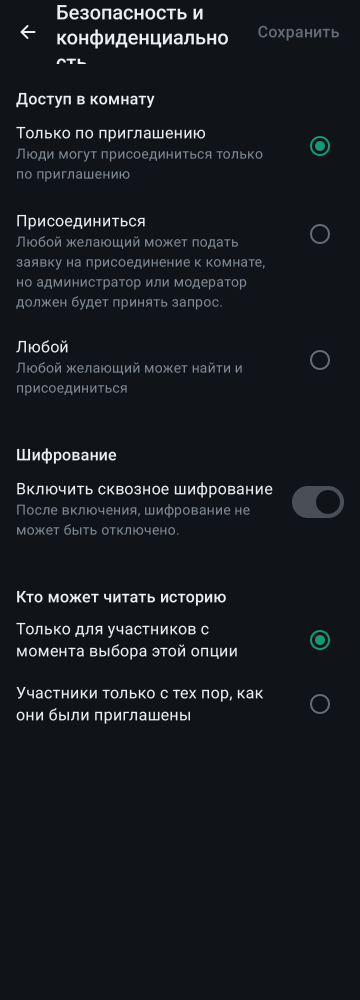 Безопасность и
конфиденциально
сть
Сохранить
Доступ в комнату
Только по приглашению
Люди могут присоединиться только
по приглашению
Присоединиться
Любой желающий может подать
заявку на присоединение к комнате,
но администратор или модератор
должен будет принять запрос.
Любой
Любой желающий может найти и
присоединиться
Шифрование
Включить сквозное шифрование
После включения, шифрование не
может быть отключено.
Кто может читать историю
Только для участников с
момента выбора этой опции
Участники только с тех пор, как
они были приглашены